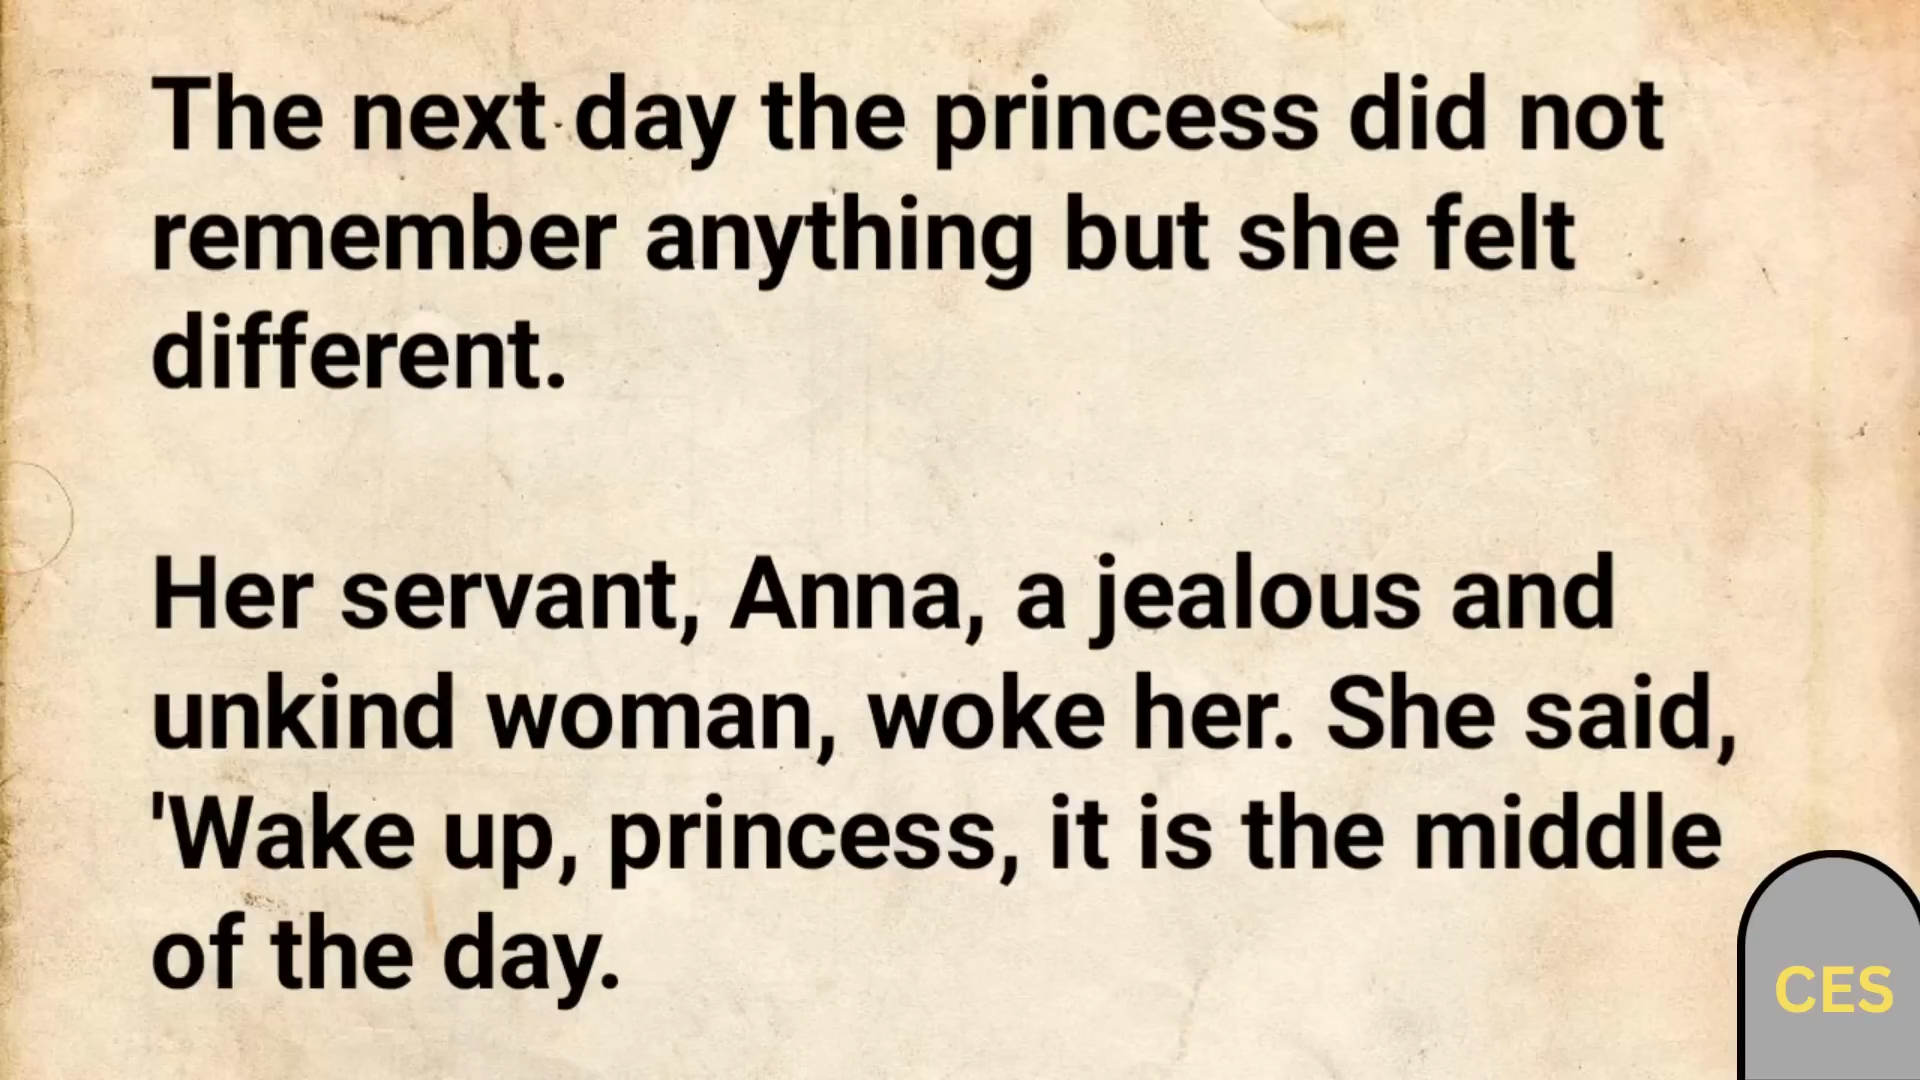 The next day the princess did not
remember anything but she felt
different.
Her servant, Anna, a jealous and
unkind woman, woke her. She said,
'Wake up, princess, it is the middle
of the day.
CES